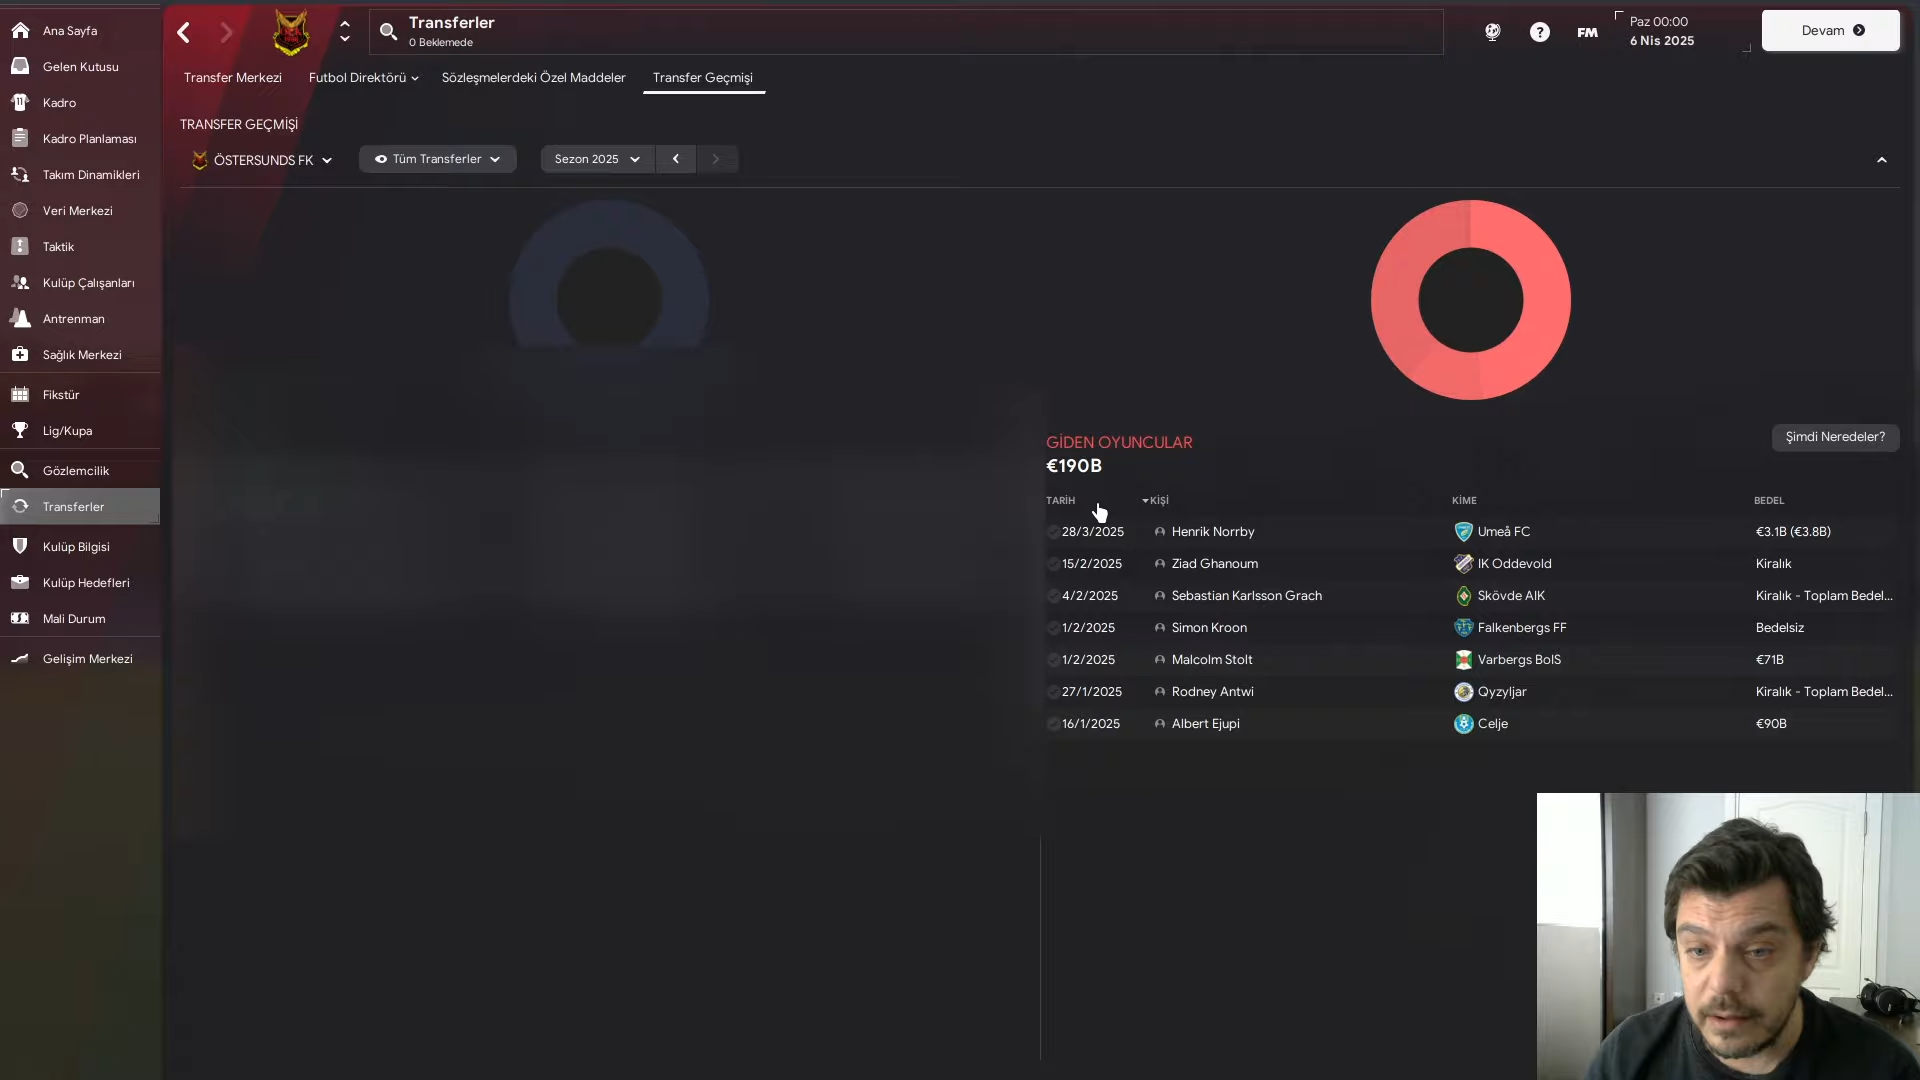 Ana Sayfa
Gelen Kutusu
Kadro
Kadro Planlaması
Takım Dinamikleri
Veri Merkezi
Taktik
Kulüp Çalışanları
Antrenman
Sağlık Merkezi
Fikstür
Lig/Kupa
Gözlemcilik
Transferler
Kulüp Bilgisi
Kulüp Hedefleri
Mali Durum
Gelişim Merkezi
Transferler
0 Beklemede
FM
Paz 00:00
6 Nis 2025
Devam
Transfer Merkezi Futbol Direktörü Sözleşmelerdeki Özel Maddeler Transfer Geçmişi
TRANSFER GEÇMİŞİ
ÖSTERSUNDS FK Tüm Transferler Sezon 2025
GİDEN OYUNCULAR
€190B
Şimdi Neredeler?
TARİH KİŞİ KİME BEDEL
28/3/2025 Henrik Norrby Umeå FC €3.1B (€3.8B)
15/2/2025 Ziad Ghanoum IK Oddevold Kiralık
4/2/2025 Sebastian Karlsson Grach Skövde AIK Kiralık - Toplam Bedel...
1/2/2025 Simon Kroon Falkenbergs FF Bedelsiz
1/2/2025 Malcolm Stolt Varbergs BoIS €71B
27/1/2025 Rodney Antwi Qyzyljar Kiralık - Toplam Bedel...
16/1/2025 Albert Ejupi Celje €90B